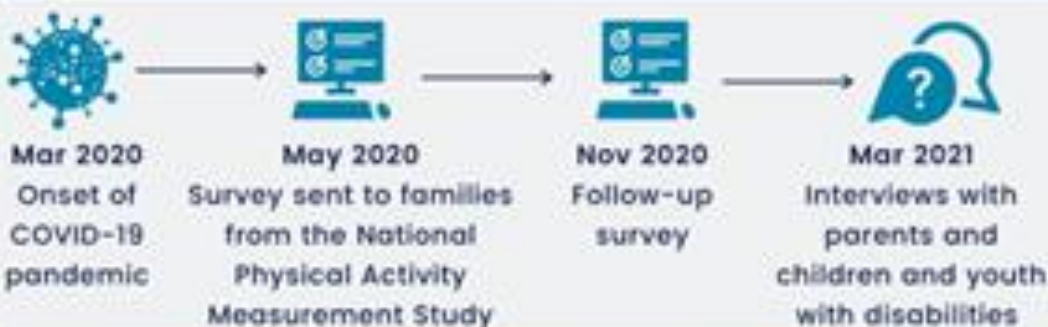 Mar 2020
Onset of
COVID-19
pandemic
May 2020
Survey sent to families
from the National
Physical Activity
Measurement Study
Nov 2020
Follow-up
survey
?
Mar 2021
Interviews with
parents and
children and youth
with disabilities